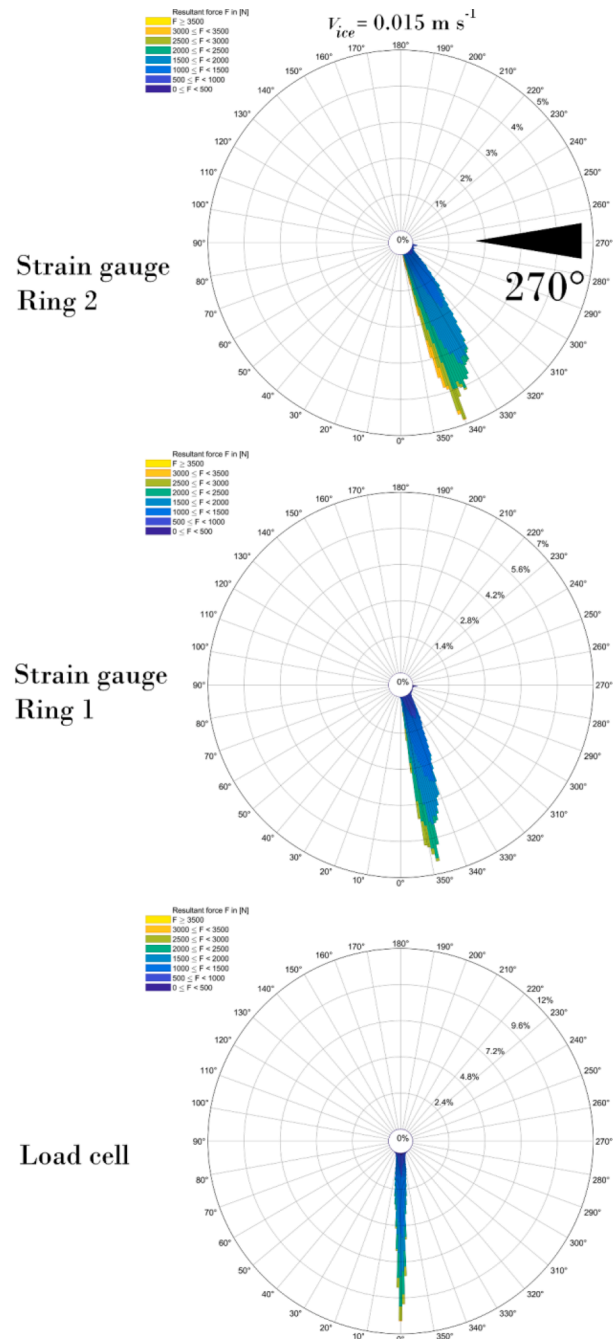 Resultant force F in [N]
F ≥ 3500
3000 ≤ F < 3500
2500 ≤ F < 3000
2000 ≤ F < 2500
1500 ≤ F < 2000
1000 ≤ F < 1500
500 ≤ F < 1000
0 ≤ F < 500
V_ice = 0.015 m s⁻¹
180°
170° 190°
160° 200°
150° 210°
140° 220° 5%
130° 230°
4%
120° 240°
3%
110° 250°
2%
100° 1% 260°
90° 0% 270°
Strain gauge
Ring 2
270°
80° 280°
70° 290°
60° 300°
50° 310°
40° 320°
30° 330°
20° 340°
10° 0° 350°
Resultant force F in [N]
F ≥ 3500
3000 ≤ F < 3500
2500 ≤ F < 3000
2000 ≤ F < 2500
1500 ≤ F < 2000
1000 ≤ F < 1500
500 ≤ F < 1000
0 ≤ F < 500
180°
170° 190°
160° 200°
150° 210°
140° 220° 7%
130° 230°
5.6%
120° 240°
4.2%
110° 250°
2.8%
100° 1.4% 260°
90° 0% 270°
Strain gauge
Ring 1
80° 280°
70° 290°
60° 300°
50° 310°
40° 320°
30° 330°
20° 340°
10° 0° 350°
Resultant force F in [N]
F ≥ 3500
3000 ≤ F < 3500
2500 ≤ F < 3000
2000 ≤ F < 2500
1500 ≤ F < 2000
1000 ≤ F < 1500
500 ≤ F < 1000
0 ≤ F < 500
180°
170° 190°
160° 200°
150° 210°
140° 220° 12%
130° 230°
9.6%
120° 240°
7.2%
110° 250°
4.8%
100° 2.4% 260°
90° 0% 270°
Load cell
80° 280°
70° 290°
60° 300°
50° 310°
40° 320°
30° 330°
20° 340°
10° 0° 350°